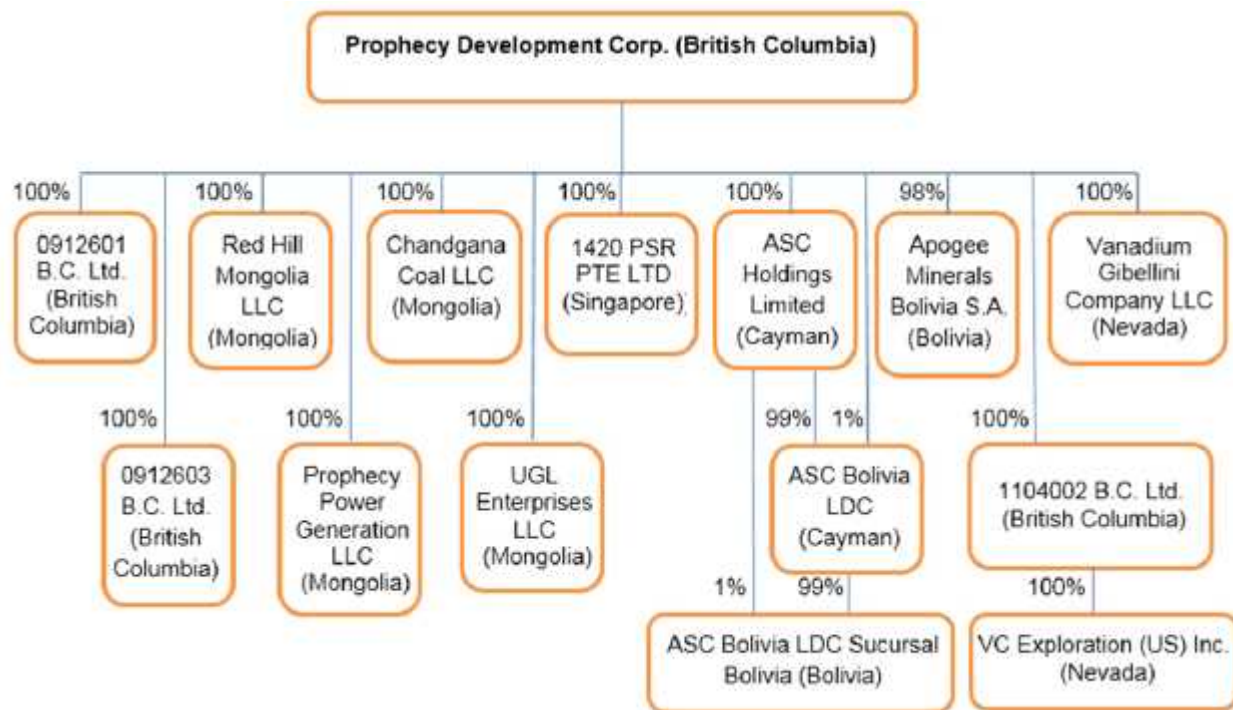 Prophecy Development Corp. (British Columbia)
100%
100%
100%
100%
100%
98%
100%
0912601
B.C. Ltd.
(British
Columbia)
Red Hill
Mongolia
LLC
(Mongolia)
Chandgana
Coal LLC
(Mongolia)
1420 PSR
PTE LTD
(Singapore)
ASC
Holdings
Limited
(Cayman)
Apogee
Minerals
Bolivia S.A.
(Bolivia)
Vanadium
Gibellini
Company LLC
(Nevada)
100%
100%
100%
99%
1%
100%
0912603
B.C. Ltd.
(British
Columbia)
Prophecy
Power
Generation
LLC
(Mongolia)
UGL
Enterprises
LLC
(Mongolia)
ASC Bolivia
LDC
(Cayman)
1104002 B.C. Ltd.
(British Columbia)
1%
99%
100%
ASC Bolivia LDC Sucursal
Bolivia (Bolivia)
VC Exploration (US) Inc.
(Nevada)